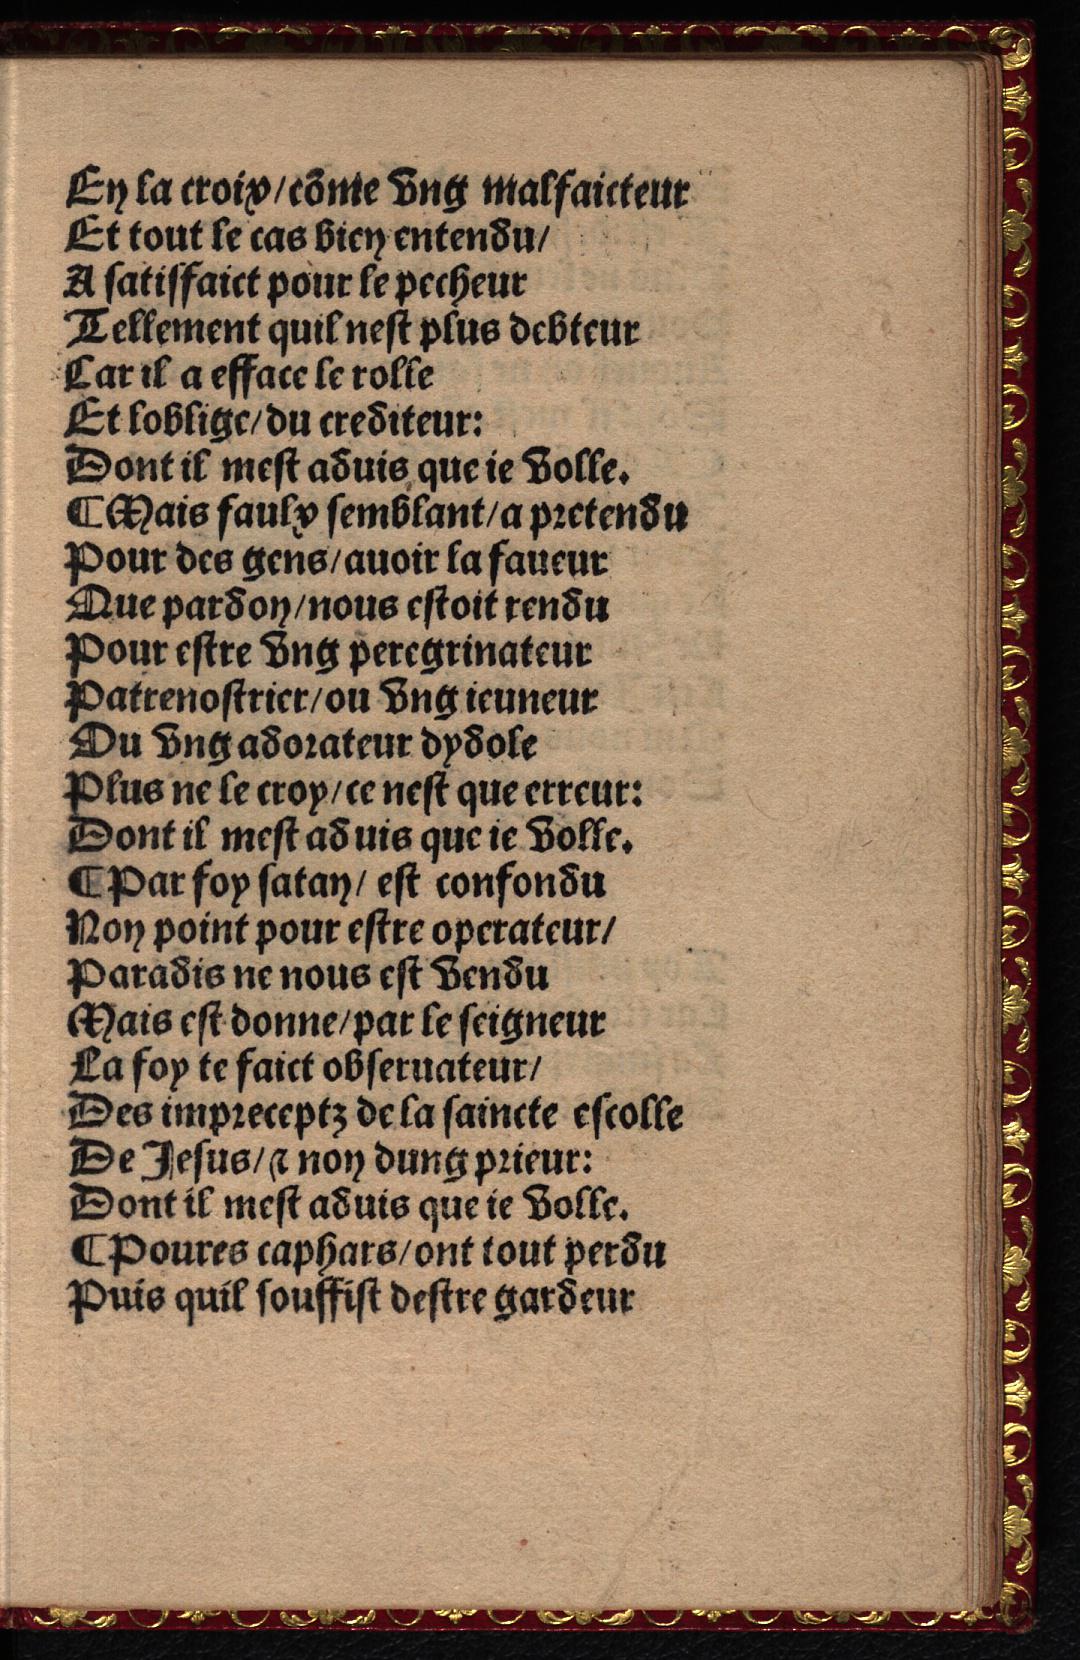 En la croix/cõme vng malfaicteur
Et tout le cas bien entendu/
A satisfaict pour le pecheur
Tellement quil nest plus debteur
Car il a efface le rolle
Et loblige/du crediteur:
Dont il mest aduis que ie volle.
¶Mais faulx semblant/a pretendu
Pour des gens/auoir la faueur
Que pardon/nous estoit rendu
Pour estre vng peregrinateur
Patrenostrier/ou vng ieuneur
Ou vng adorateur dydole
Plus ne le croy/ce nest que erreur:
Dont il mest aduis que ie volle.
¶Par foy satan/ est confondu
Non point pour estre operateur/
Paradis ne nous est vendu
Mais est donne/par le seigneur
La foy te faict obseruateur/
Des impreceptz de la saincte escolle
De Jesus/⁊ non dung prieur:
Dont il mest aduis que ie volle.
¶Poures caphars/ont tout perdu
Puis quil souffist destre gardeur